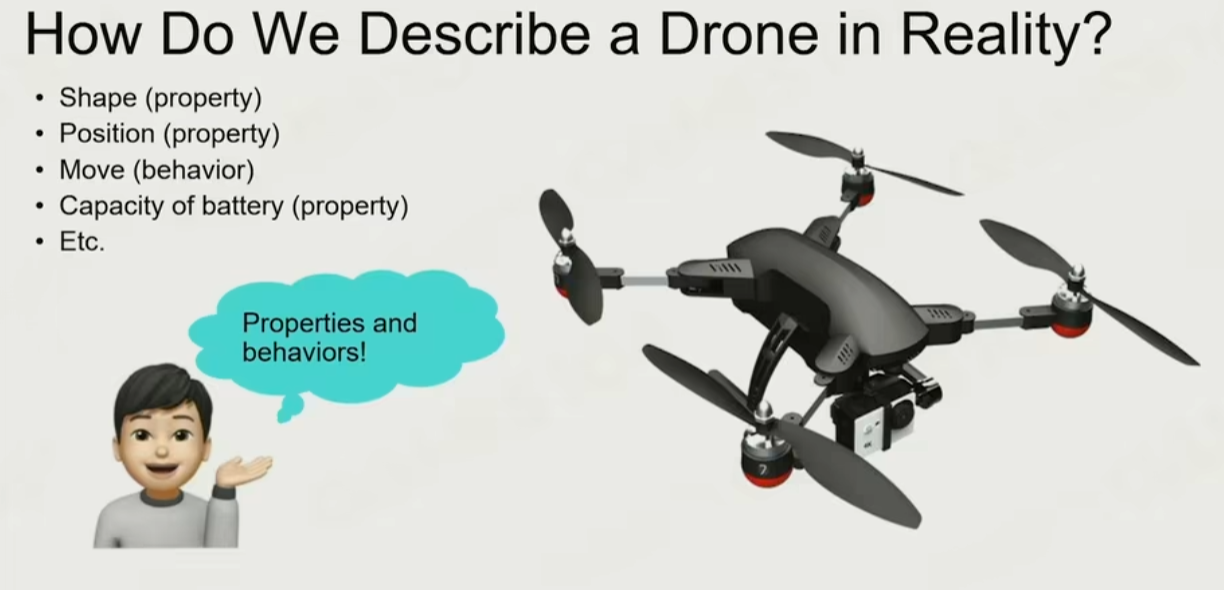 How Do We Describe a Drone in Reality?
• Shape (property)
• Position (property)
• Move (behavior)
• Capacity of battery (property)
• Etc.
Properties and
behaviors!
4K